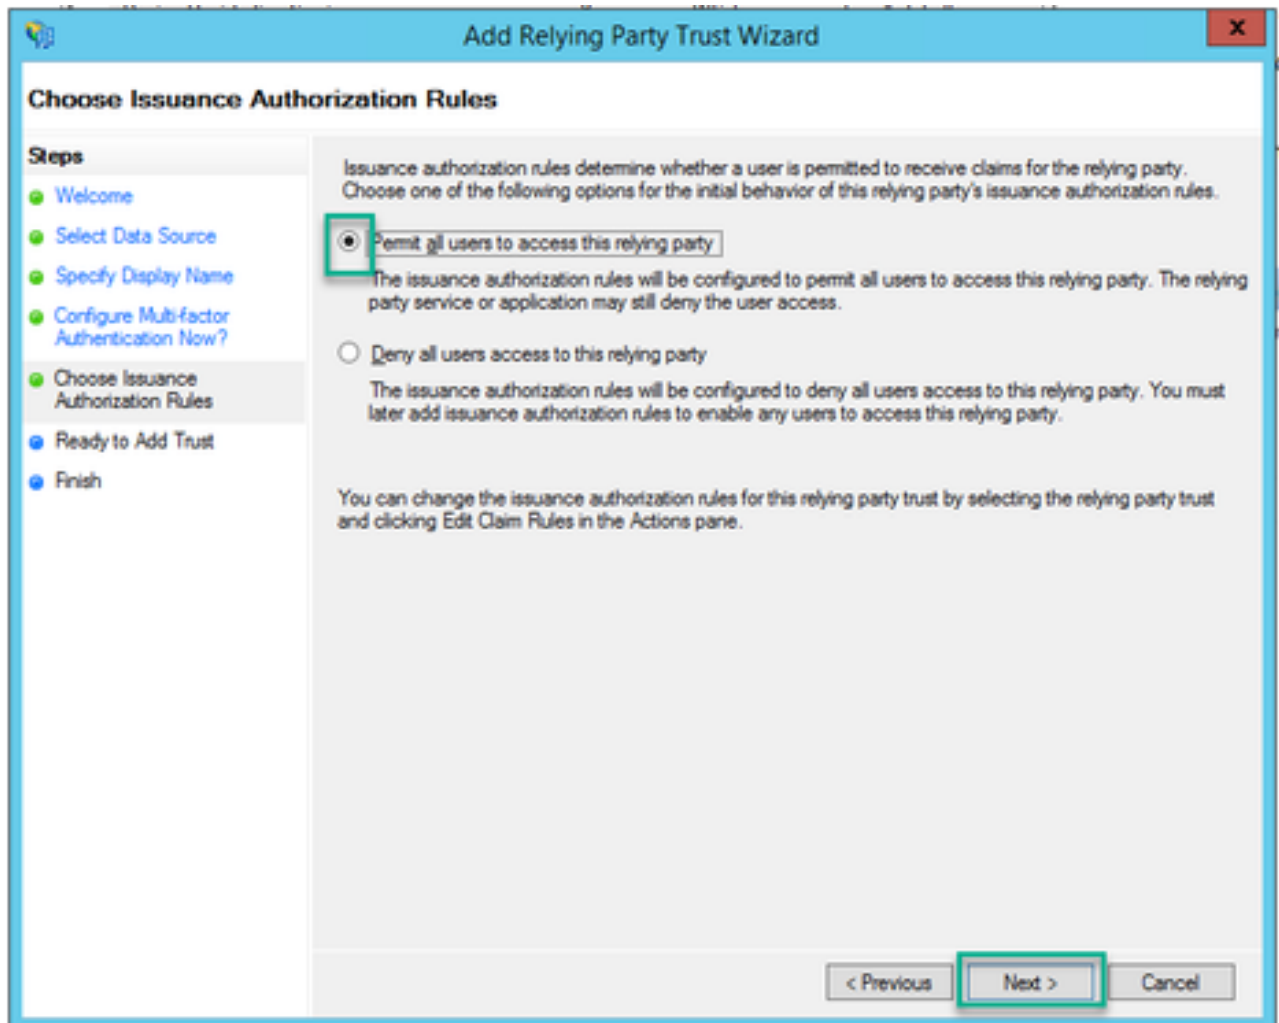 Add Relying Party Trust Wizard
x
Choose Issuance Authorization Rules
Steps
Welcome
Select Data Source
Specify Display Name
Configure Multi-factor
Authentication Now?
Choose Issuance
Authorization Rules
Ready to Add Trust
Finish
Issuance authorization rules determine whether a user is permitted to receive claims for the relying party.
Choose one of the following options for the initial behavior of this relying party's issuance authorization rules.
Permit all users to access this relying party
The issuance authorization rules will be configured to permit all users to access this relying party. The relying
party service or application may still deny the user access.
Deny all users access to this relying party
The issuance authorization rules will be configured to deny all users access to this relying party. You must
later add issuance authorization rules to enable any users to access this relying party.
You can change the issuance authorization rules for this relying party trust by selecting the relying party trust
and clicking Edit Claim Rules in the Actions pane.
< Previous
Next >
Cancel